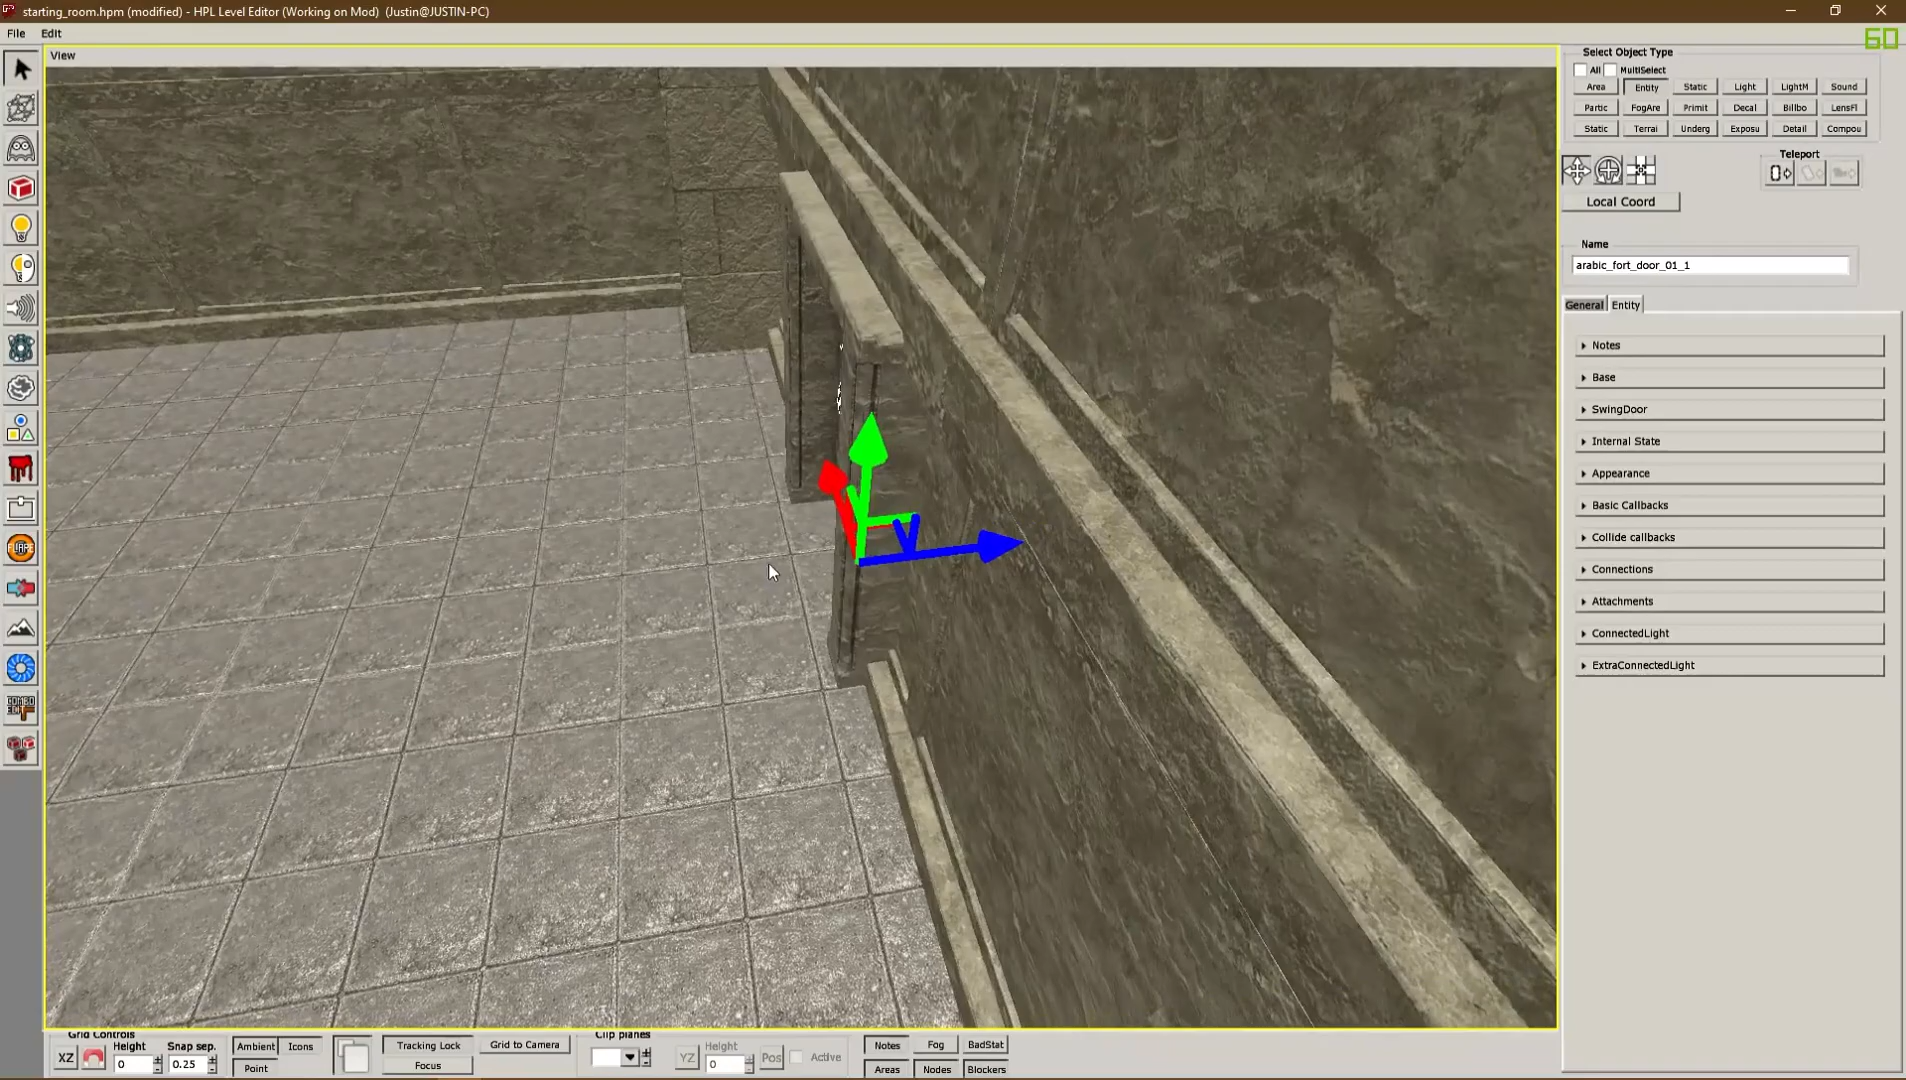 starting_room.hpm (modified) - HPL Level Editor (Working on Mod) (Justin@JUSTIN-PC)
File Edit
60
View
Select Object Type
All MultiSelect
Area Entity Static Light LightM Sound
Partic FogAre Primit Decal Billbo LensFl
Static Terrai Underg Exposu Detail Compou
Teleport
Local Coord
Name
arabic_fort_door_01_1
General Entity
Notes
Base
SwingDoor
Internal State
Appearance
Basic Callbacks
Collide callbacks
Connections
Attachments
ConnectedLight
ExtraConnectedLight
Grid Controls
XZ
Height
0
Snap sep.
0.25
Ambient Icons
Point
Tracking Lock
Focus
Grid to Camera
Clip planes
YZ
Height
0
Pos
Active
Notes Fog BadStat
Areas Nodes Blockers